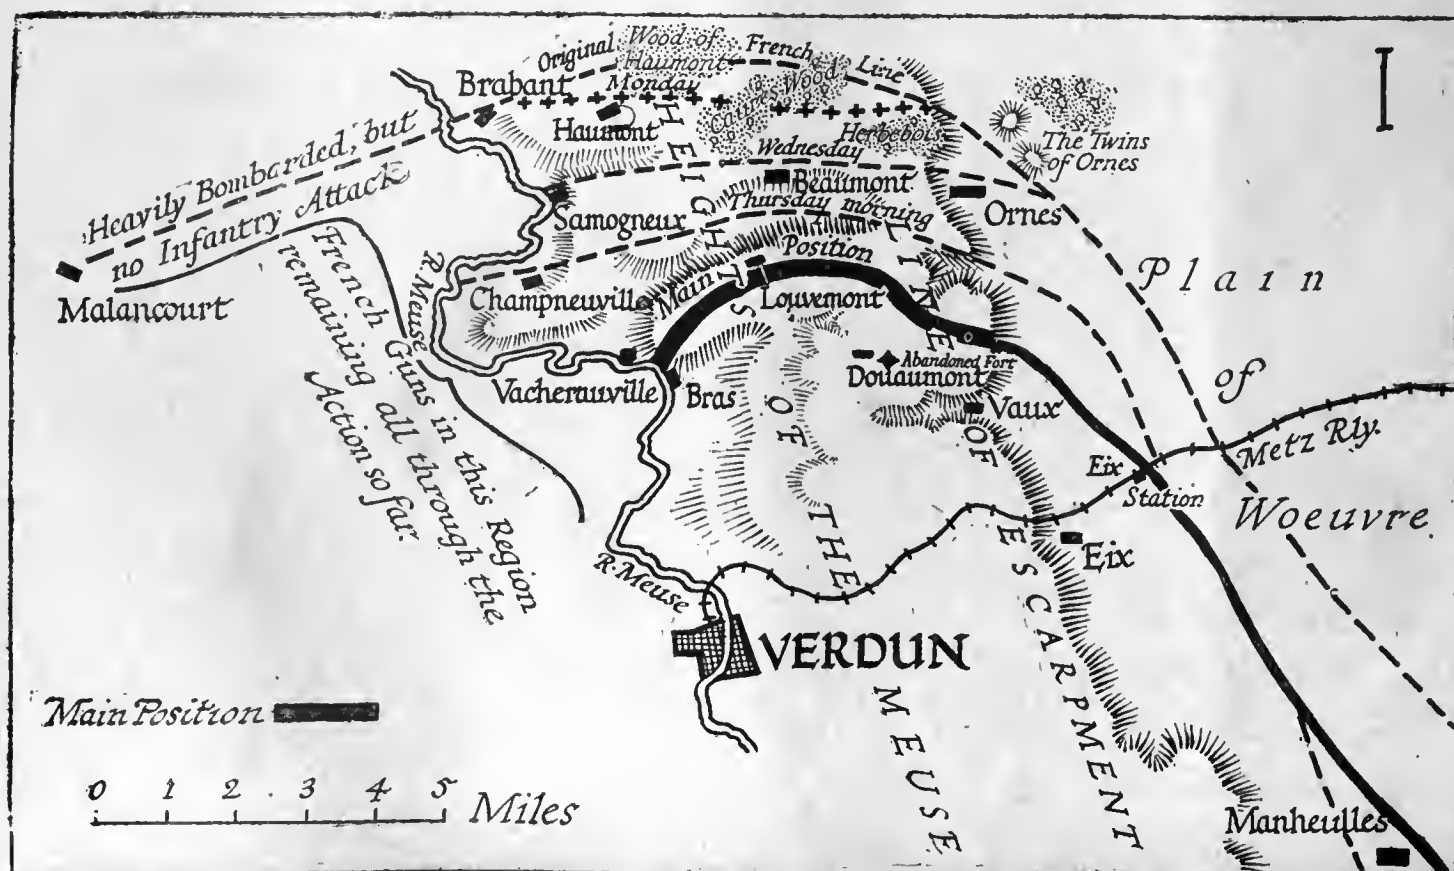 Original
Wood of
Haumont
French
Line
Brabant
Monday
Haumont
Caures Wood
Herbebois
The Twins
of Ornes
Heavily Bombarded, but
no Infantry Attack
Wednesday
Beaumont
Ornes
Samogneux
Thursday morning
Malancourt
R. Meuse
French Guns in this Region
remaining all through the
Action so far
Champneuville
Main Position
Louvemont
Plain
of
Woeuvre
Vacherauville
Bras
Abandoned Fort
Douaumont
Vaux
HEIGHTS
OF
THE
MEUSE
LINE
OF
ESCARPMENT
Metz Rly.
Eix
Station
Eix
R. Meuse
VERDUN
Main Position
0 1 2 3 4 5 Miles
Manheulles